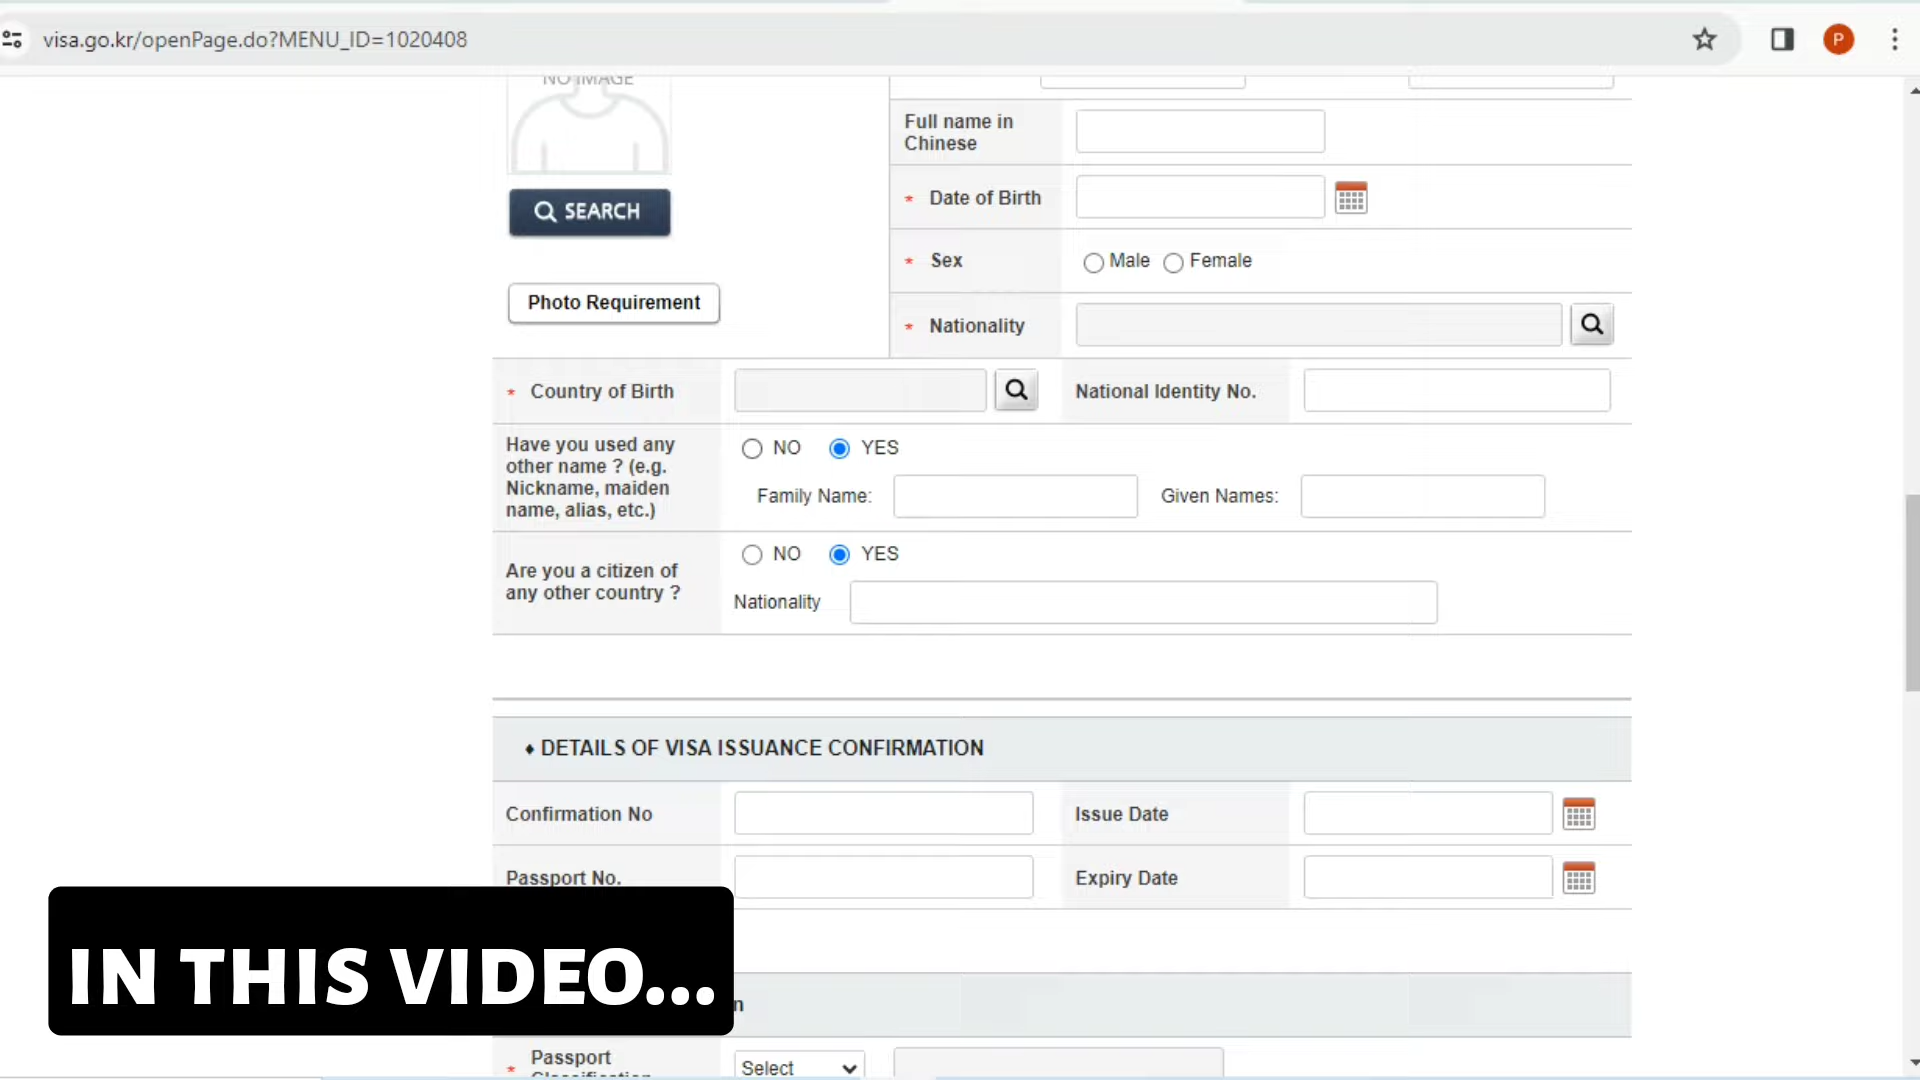 visa.go.kr/openPage.do?MENU_ID=1020408
P
NO IMAGE
SEARCH
Photo Requirement
Full name in
Chinese
* Date of Birth
* Sex
Male Female
* Nationality
* Country of Birth
National Identity No.
Have you used any
other name ? (e.g.
Nickname, maiden
name, alias, etc.)
NO YES
Family Name: Given Names:
Are you a citizen of
any other country ?
NO YES
Nationality
♦ DETAILS OF VISA ISSUANCE CONFIRMATION
Confirmation No
Issue Date
Passport No.
Expiry Date
IN THIS VIDEO...
n
* Passport
Select